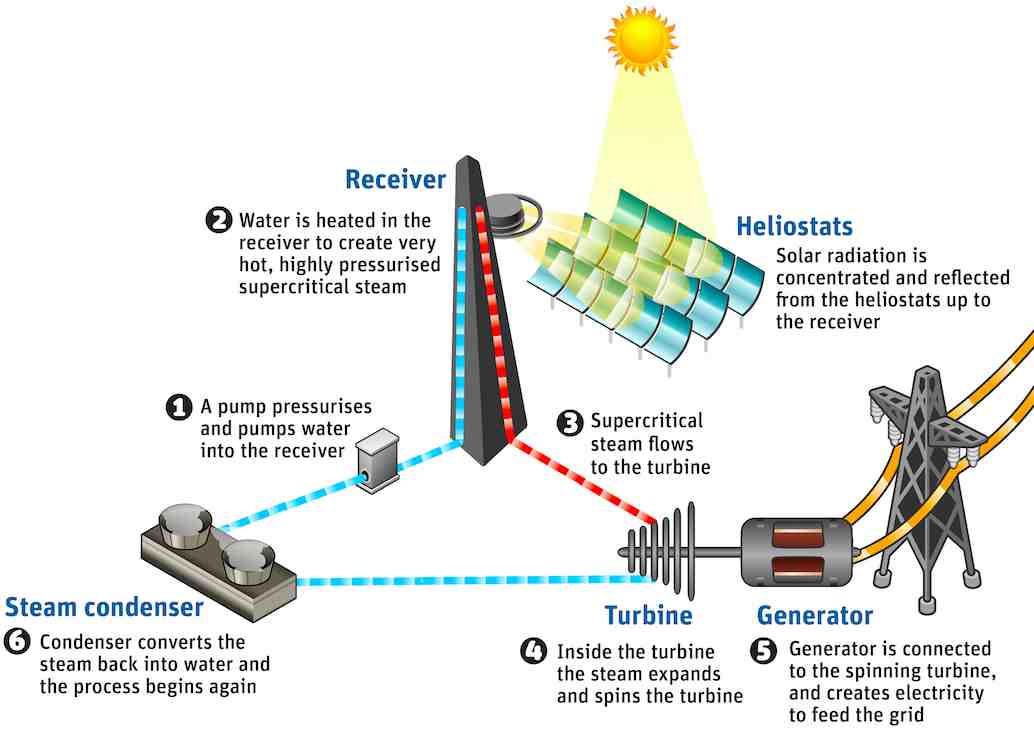 Receiver
2 Water is heated in the
receiver to create very
hot, highly pressurised
supercritical steam
Heliostats
Solar radiation is
concentrated and reflected
from the heliostats up to
the receiver
1 A pump pressurises
and pumps water
into the receiver
3 Supercritical
steam flows
to the turbine
Steam condenser
6 Condenser converts the
steam back into water and
the process begins again
Turbine
4 Inside the turbine
the steam expands
and spins the turbine
Generator
5 Generator is connected
to the spinning turbine,
and creates electricity
to feed the grid